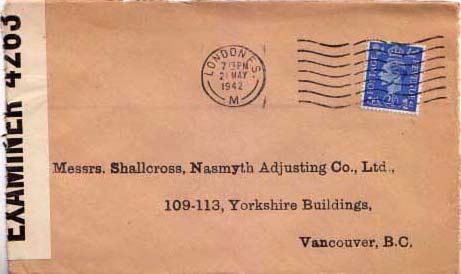 EXAMINER 4263
LONDON E.S.
7 15 PM
21 MAY
1942
M
Messrs. Shallcross, Nasmyth Adjusting Co., Ltd.,
109-113, Yorkshire Buildings,
Vancouver, B.C.